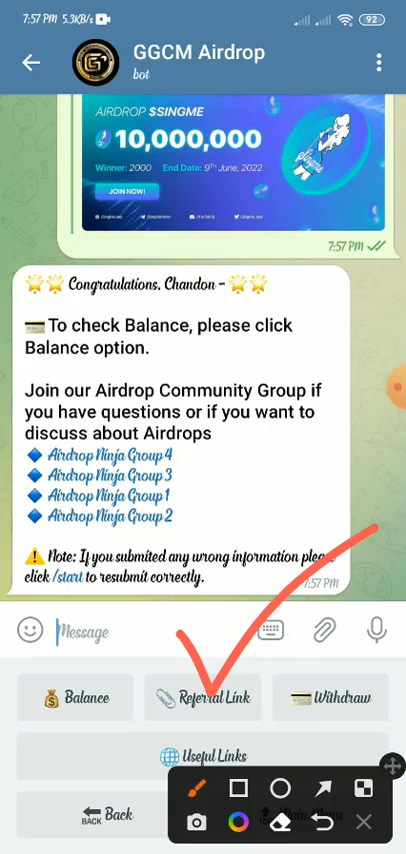 7:57 PM 5.3KB/s
92
GGCM Airdrop
bot
AIRDROP $SINGME
10,000,000
Winner: 2000 End Date: 9th June, 2022
JOIN NOW!
7:57 PM
🌟🌟 Congratulations, Chandon - 🌟🌟
💳 To check Balance, please click
Balance option.
Join our Airdrop Community Group if
you have questions or if you want to
discuss about Airdrops
🔷 Airdrop Ninja Group 4
🔷 Airdrop Ninja Group 3
🔷 Airdrop Ninja Group 1
🔷 Airdrop Ninja Group 2
⚠️ Note: If you submited any wrong information please
click /start to resubmit correctly.
7:57 PM
Message
💰 Balance
📎 Referral Link
💳 Withdraw
🌐 Useful Links
BACK Back
Main Menu